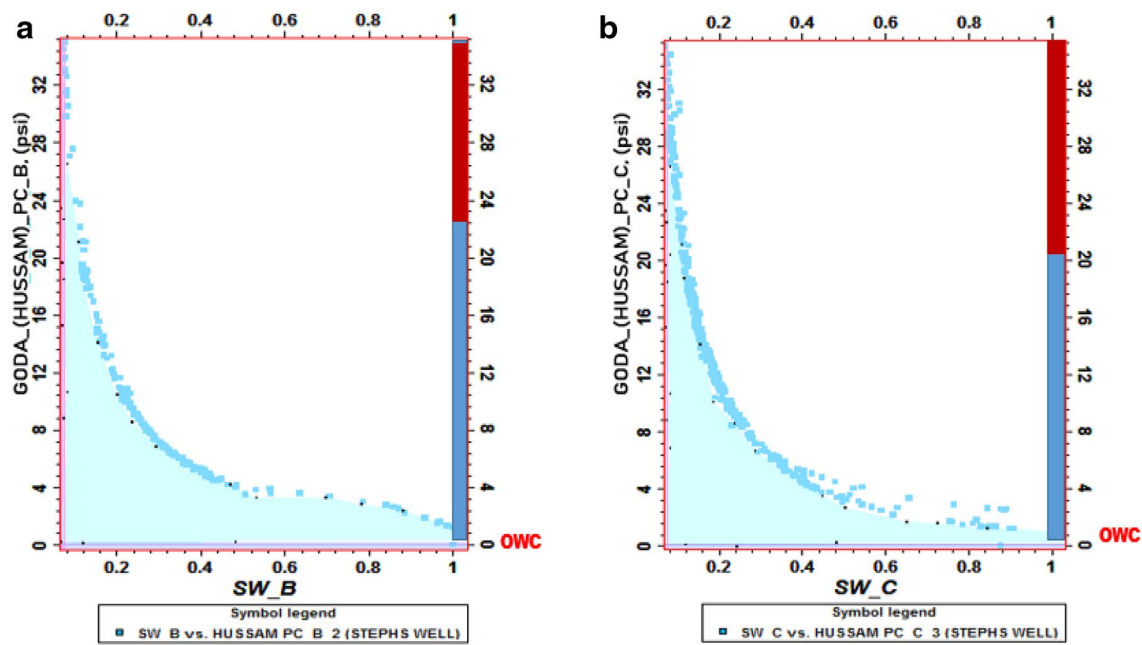 a
0.2 0.4 0.6 0.8 1
GODA_(HUSSAM)_PC_B, (psi)
32
28
24
20
16
12
8
4
0
32
28
24
20
16
12
8
4
0
OWC
0.2 0.4 0.6 0.8 1
SW_B
Symbol legend
SW B vs. HUSSAM PC B 2 (STEPHS WELL)
b
0.2 0.4 0.6 0.8 1
GODA_(HUSSAM)_PC_C, (psi)
32
28
24
20
16
12
8
4
0
32
28
24
20
16
12
8
4
0
OWC
0.2 0.4 0.6 0.8 1
SW_C
Symbol legend
SW C vs. HUSSAM PC C 3 (STEPHS WELL)